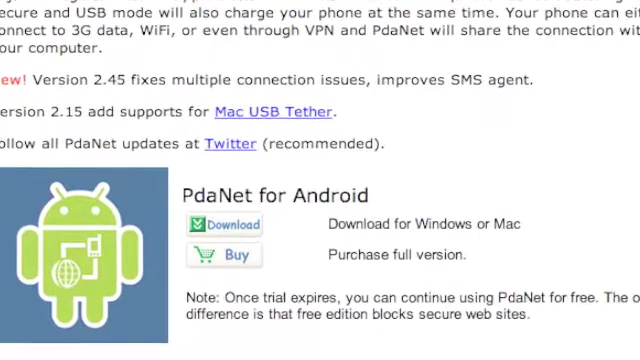 ecure and USB mode will also charge your phone at the same time. Your phone can ei
onnect to 3G data, WiFi, or even through VPN and PdaNet will share the connection wit
our computer.
ew! Version 2.45 fixes multiple connection issues, improves SMS agent.
ersion 2.15 add supports for Mac USB Tether.
ollow all PdaNet updates at Twitter (recommended).
PdaNet for Android
Download Download for Windows or Mac
Buy Purchase full version.
Note: Once trial expires, you can continue using PdaNet for free. The o
difference is that free edition blocks secure web sites.